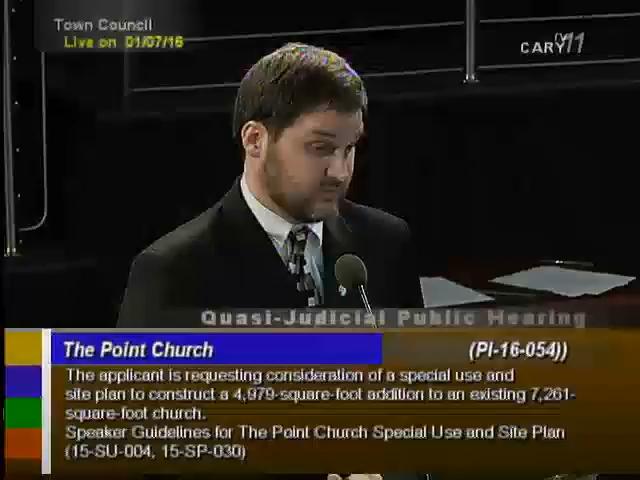 Town Council
Live on 01/07/16
CARY TV 11
Quasi-Judicial Public Hearing
The Point Church (PI-16-054))
The applicant is requesting consideration of a special use and
site plan to construct a 4,979-square-foot addition to an existing 7,261-
square-foot church.
Speaker Guidelines for The Point Church Special Use and Site Plan
(15-SU-004, 15-SP-030)